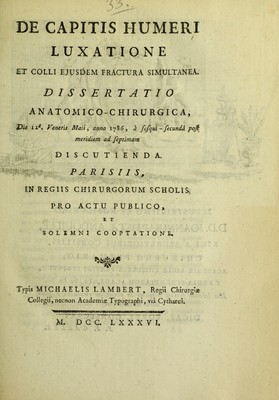 53.
DE CAPITIS HUMERI
LUXATIONE
ET COLLI EJUSDEM FRACTURA SIMULTANEA.
DISSERTATIO
ANATOMICO-CHIRURGICA,
Die 12ª. Veneris Maii, anno 1786, à sesqui-secundâ post
meridiem ad septimam
DISCUTIENDA
PARISIIS,
IN REGIIS CHIRURGORUM SCHOLIS,
PRO ACTU PUBLICO,
ET
SOLEMNI COOPTATIONE.
Typis MICHAELIS LAMBERT, Regii Chirurgiæ
Collegii, necnon Academiæ Typographi, viâ Cytharei.
M. DCC. LXXXVI.